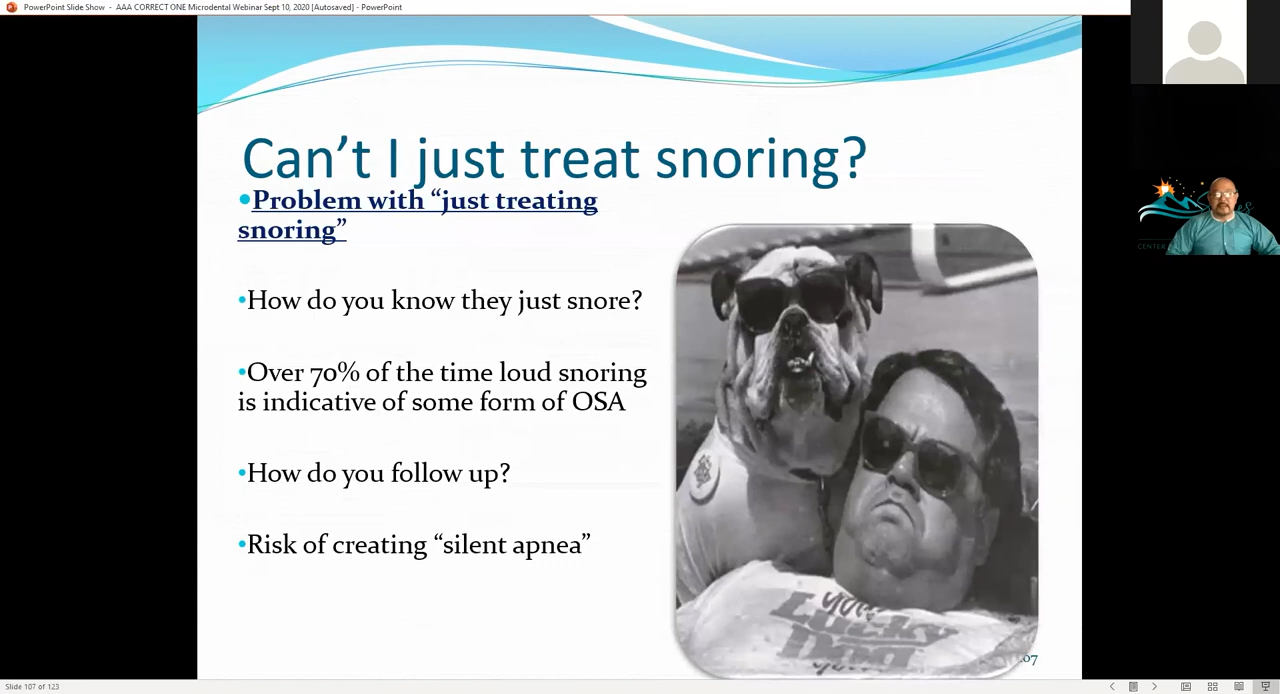 PowerPoint Slide Show - AAA CORRECT ONE Microdental Webinar Sept 10, 2020 [Autosaved] - PowerPoint
Can't I just treat snoring?
•Problem with “just treating
snoring”
•How do you know they just snore?
•Over 70% of the time loud snoring
is indicative of some form of OSA
•How do you follow up?
•Risk of creating “silent apnea”
you
Lucky
Dog
you
107
CENTER
Slide 107 of 123